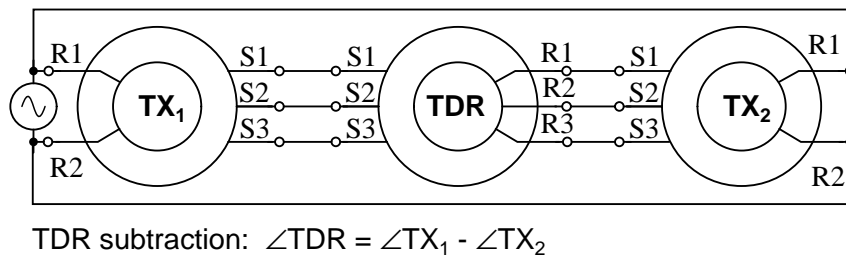 R1 S1 S1 R1 S1 R1
TX₁ S2 S2 TDR R2 S2 TX₂
S3 S3 R3 S3
R2 R2
TDR subtraction: ∠TDR = ∠TX₁ - ∠TX₂